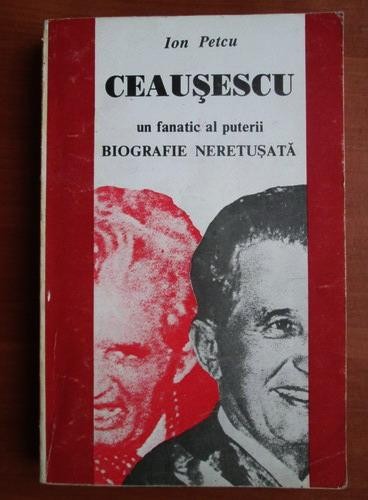 Ion Petcu
CEAUŞESCU
un fanatic al puterii
BIOGRAFIE NERETUŞATĂ